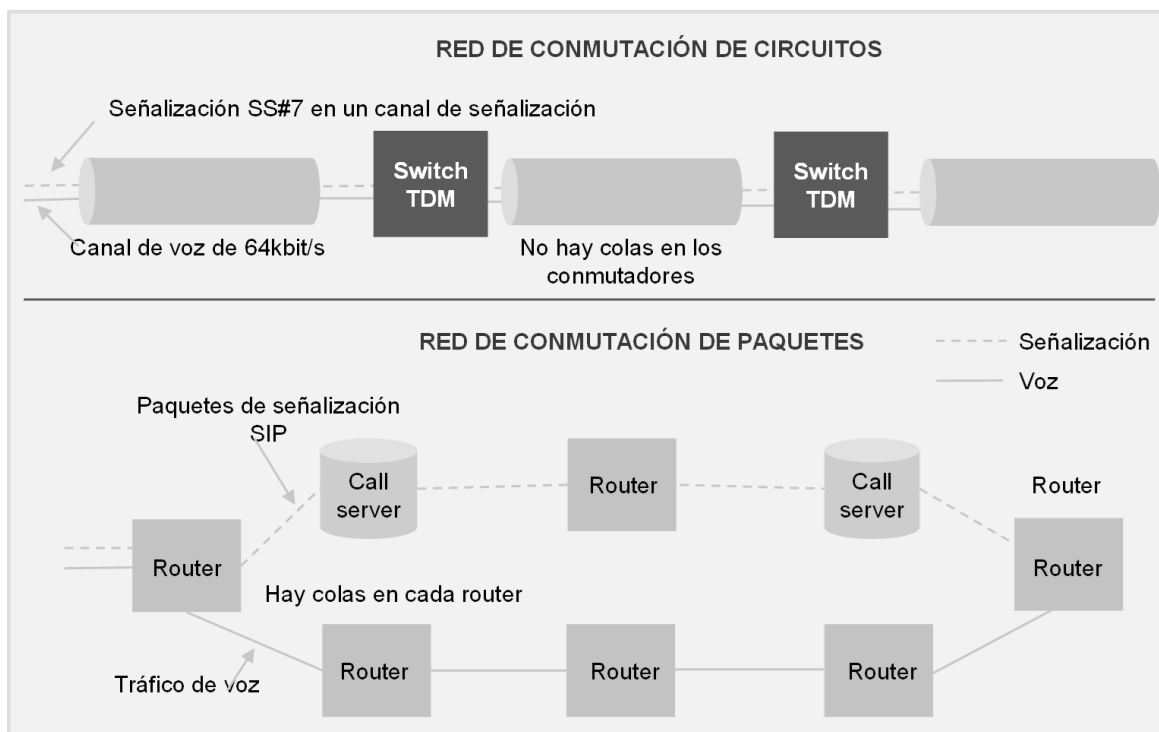 RED DE CONMUTACIÓN DE CIRCUITOS
Señalización SS#7 en un canal de señalización
Switch
TDM
Switch
TDM
Canal de voz de 64kbit/s
No hay colas en los
conmutadores
RED DE CONMUTACIÓN DE PAQUETES
Señalización
Voz
Paquetes de señalización
SIP
Call
server
Router
Call
server
Router
Router
Router
Hay colas en cada router
Router
Router
Router
Tráfico de voz